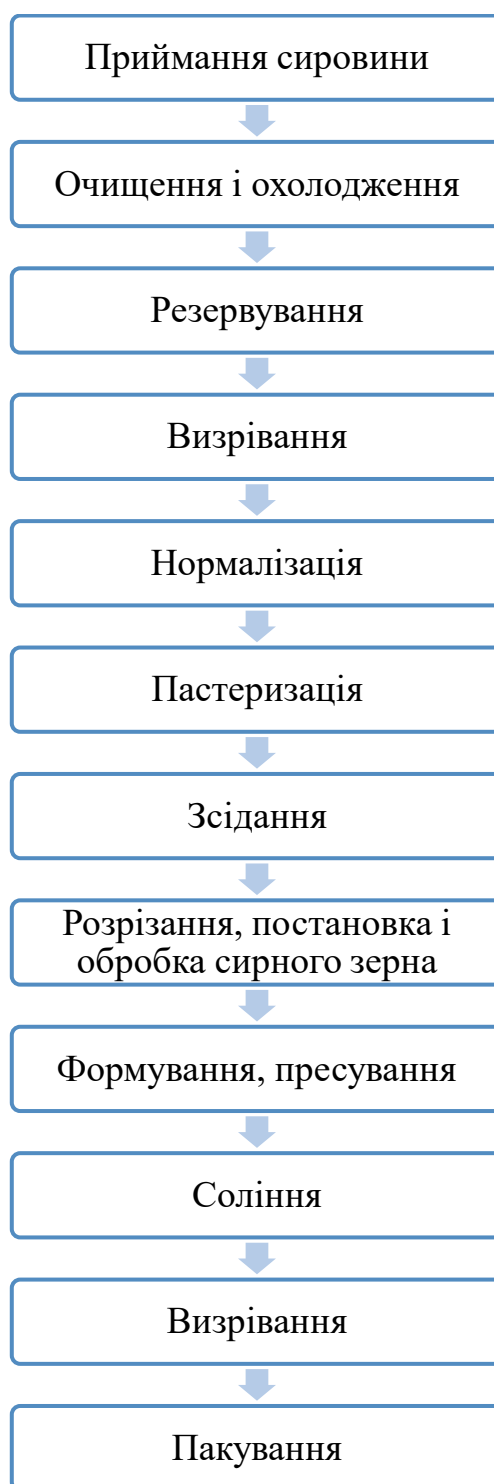 Приймання сировини
Очищення і охолодження
Резервування
Визрівання
Нормалізація
Пастеризація
Зсідання
Розрізання, постановка і
обробка сирного зерна
Формування, пресування
Соління
Визрівання
Пакування